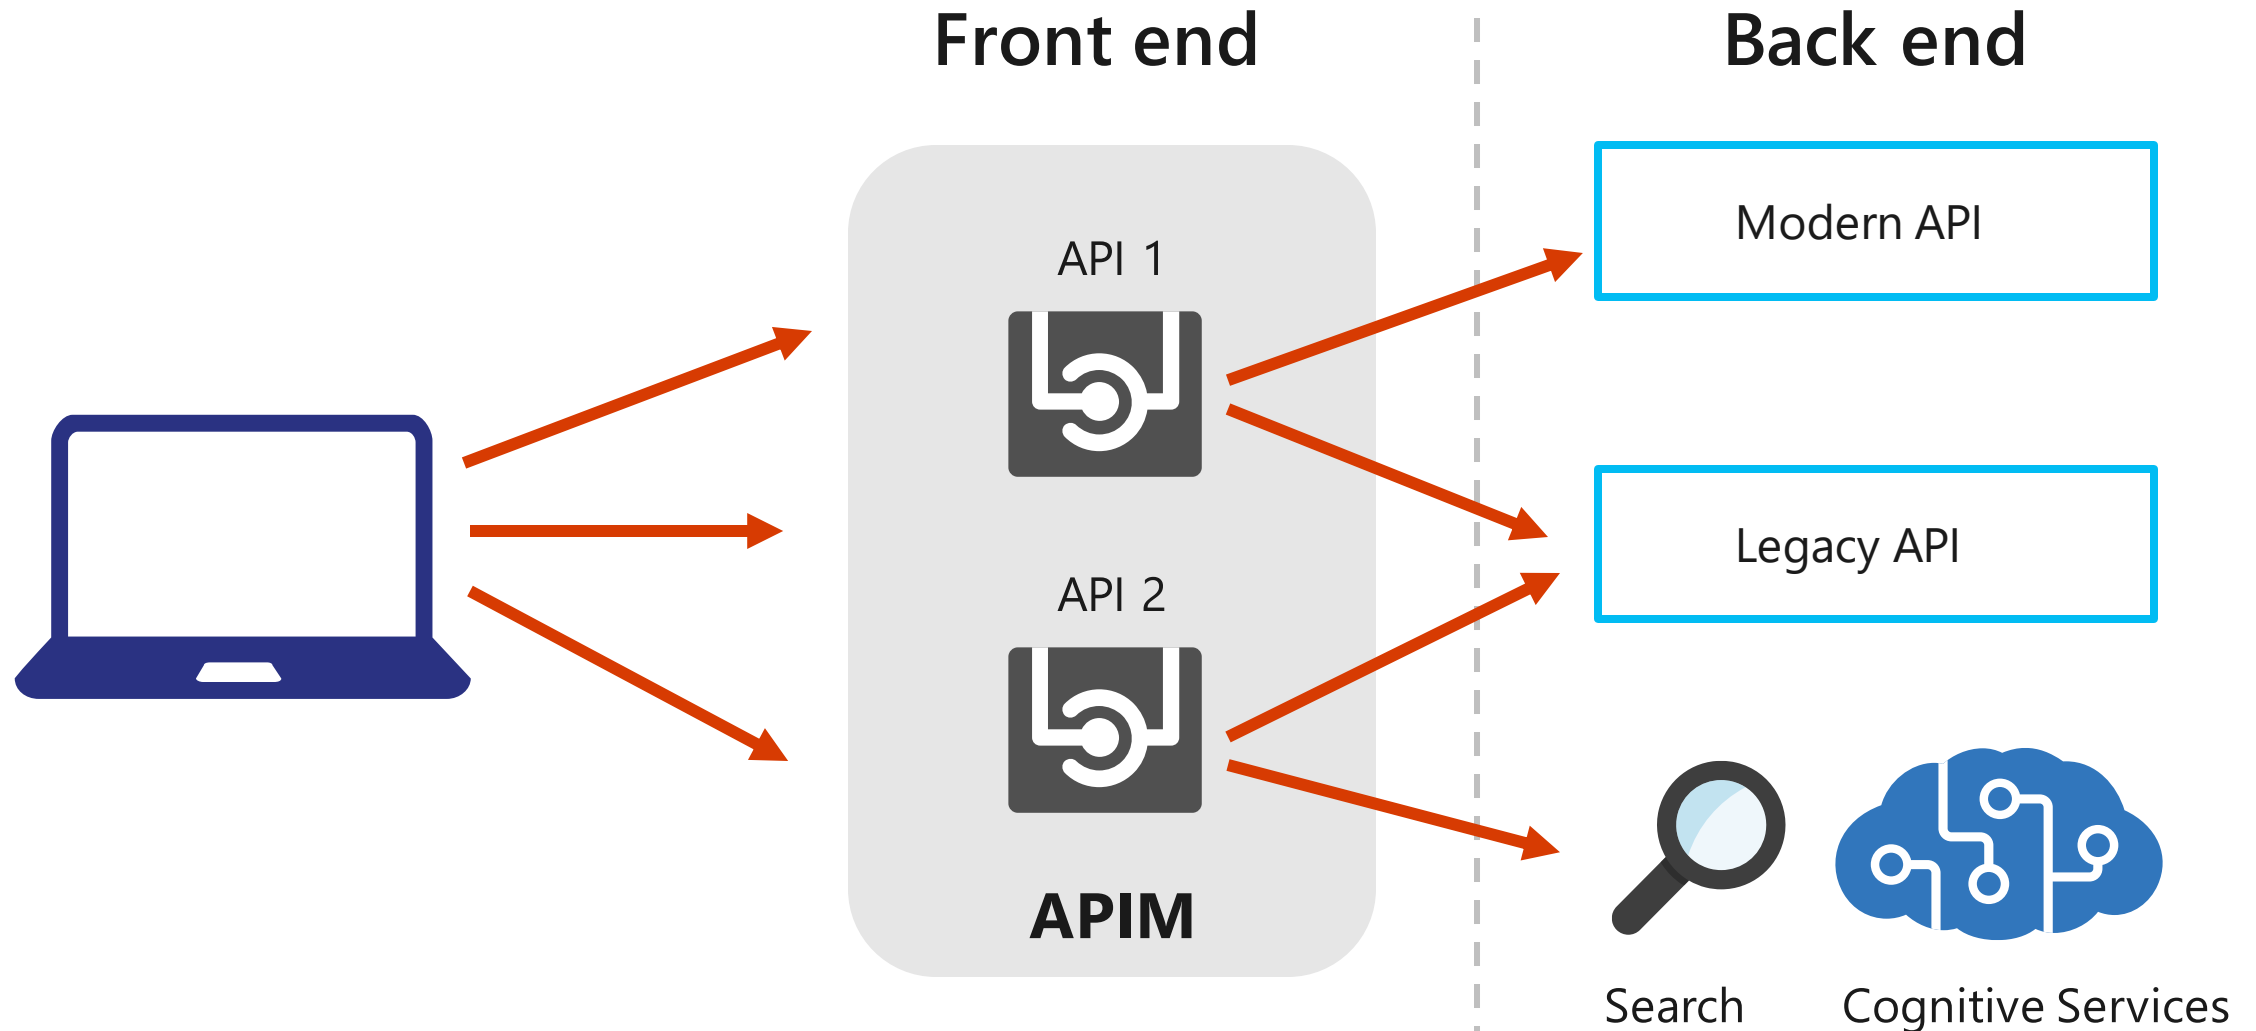 Front end
Back end
API 1
Modern API
Legacy API
API 2
APIM
Search
Cognitive Services